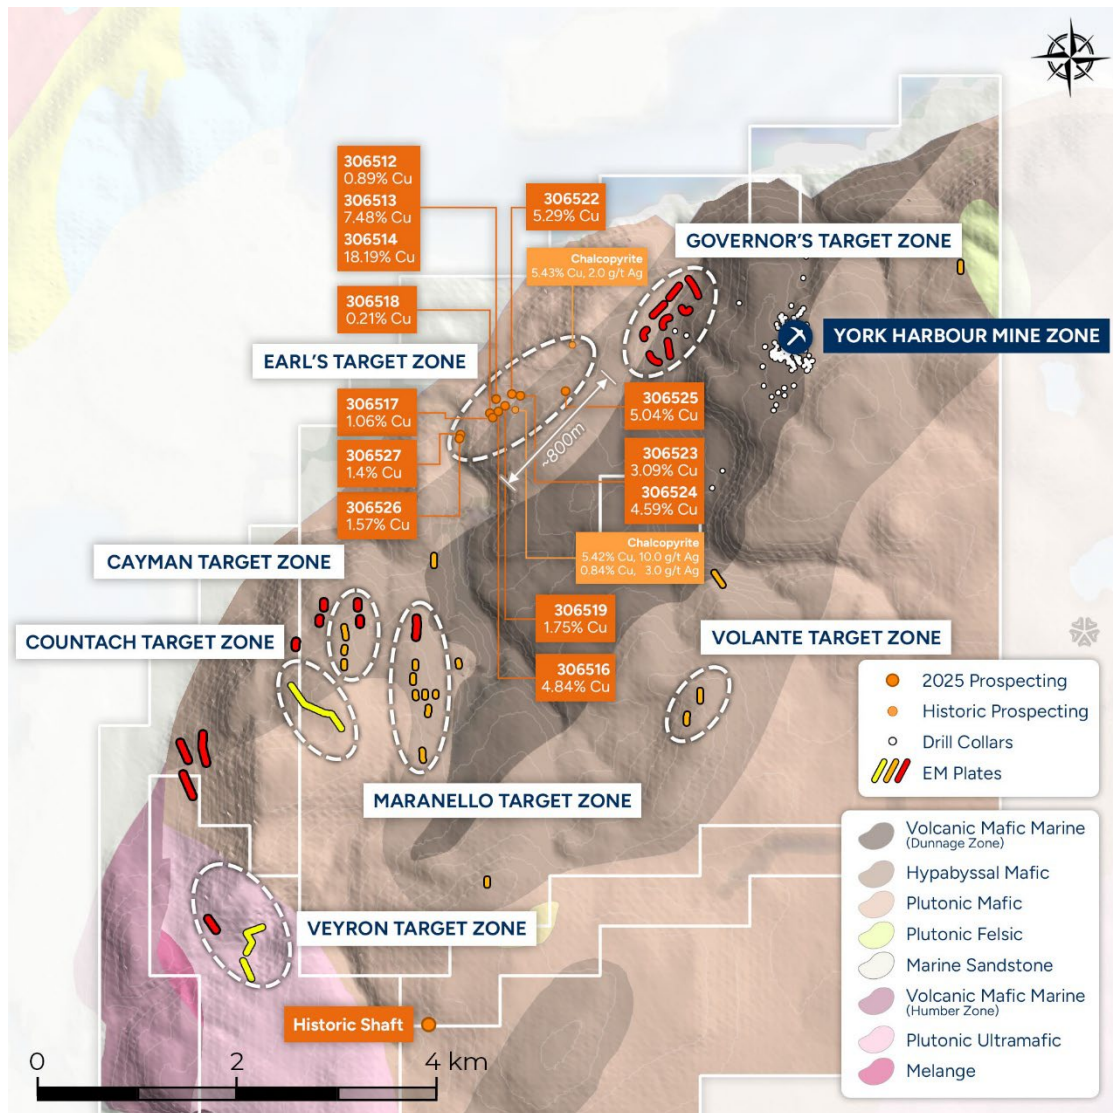 306512
0.89% Cu
306513
7.48% Cu
306514
18.19% Cu
306522
5.29% Cu
GOVERNOR'S TARGET ZONE
Chalcopyrite
5.43% Cu, 2.0 g/t Ag
306518
0.21% Cu
YORK HARBOUR MINE ZONE
EARL'S TARGET ZONE
306517
1.06% Cu
306525
5.04% Cu
~800m
306527
1.4% Cu
306523
3.09% Cu
306524
4.59% Cu
306526
1.57% Cu
Chalcopyrite
5.42% Cu, 10.0 g/t Ag
0.84% Cu, 3.0 g/t Ag
CAYMAN TARGET ZONE
306519
1.75% Cu
COUNTACH TARGET ZONE
VOLANTE TARGET ZONE
306516
4.84% Cu
2025 Prospecting
Historic Prospecting
Drill Collars
EM Plates
MARANELLO TARGET ZONE
Volcanic Mafic Marine
(Dunnage Zone)
Hypabyssal Mafic
Plutonic Mafic
Plutonic Felsic
Marine Sandstone
Volcanic Mafic Marine
(Humber Zone)
Plutonic Ultramafic
Melange
VEYRON TARGET ZONE
Historic Shaft
0 2 4 km